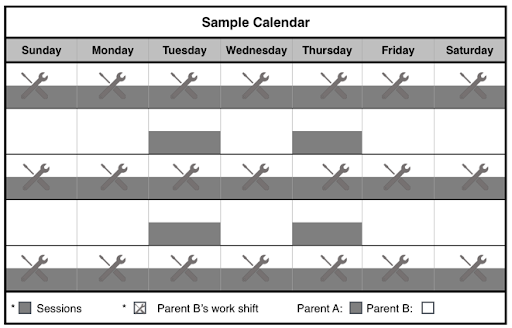 Sample Calendar
Sunday Monday Tuesday Wednesday Thursday Friday Saturday
* Sessions * Parent B's work shift Parent A: Parent B: